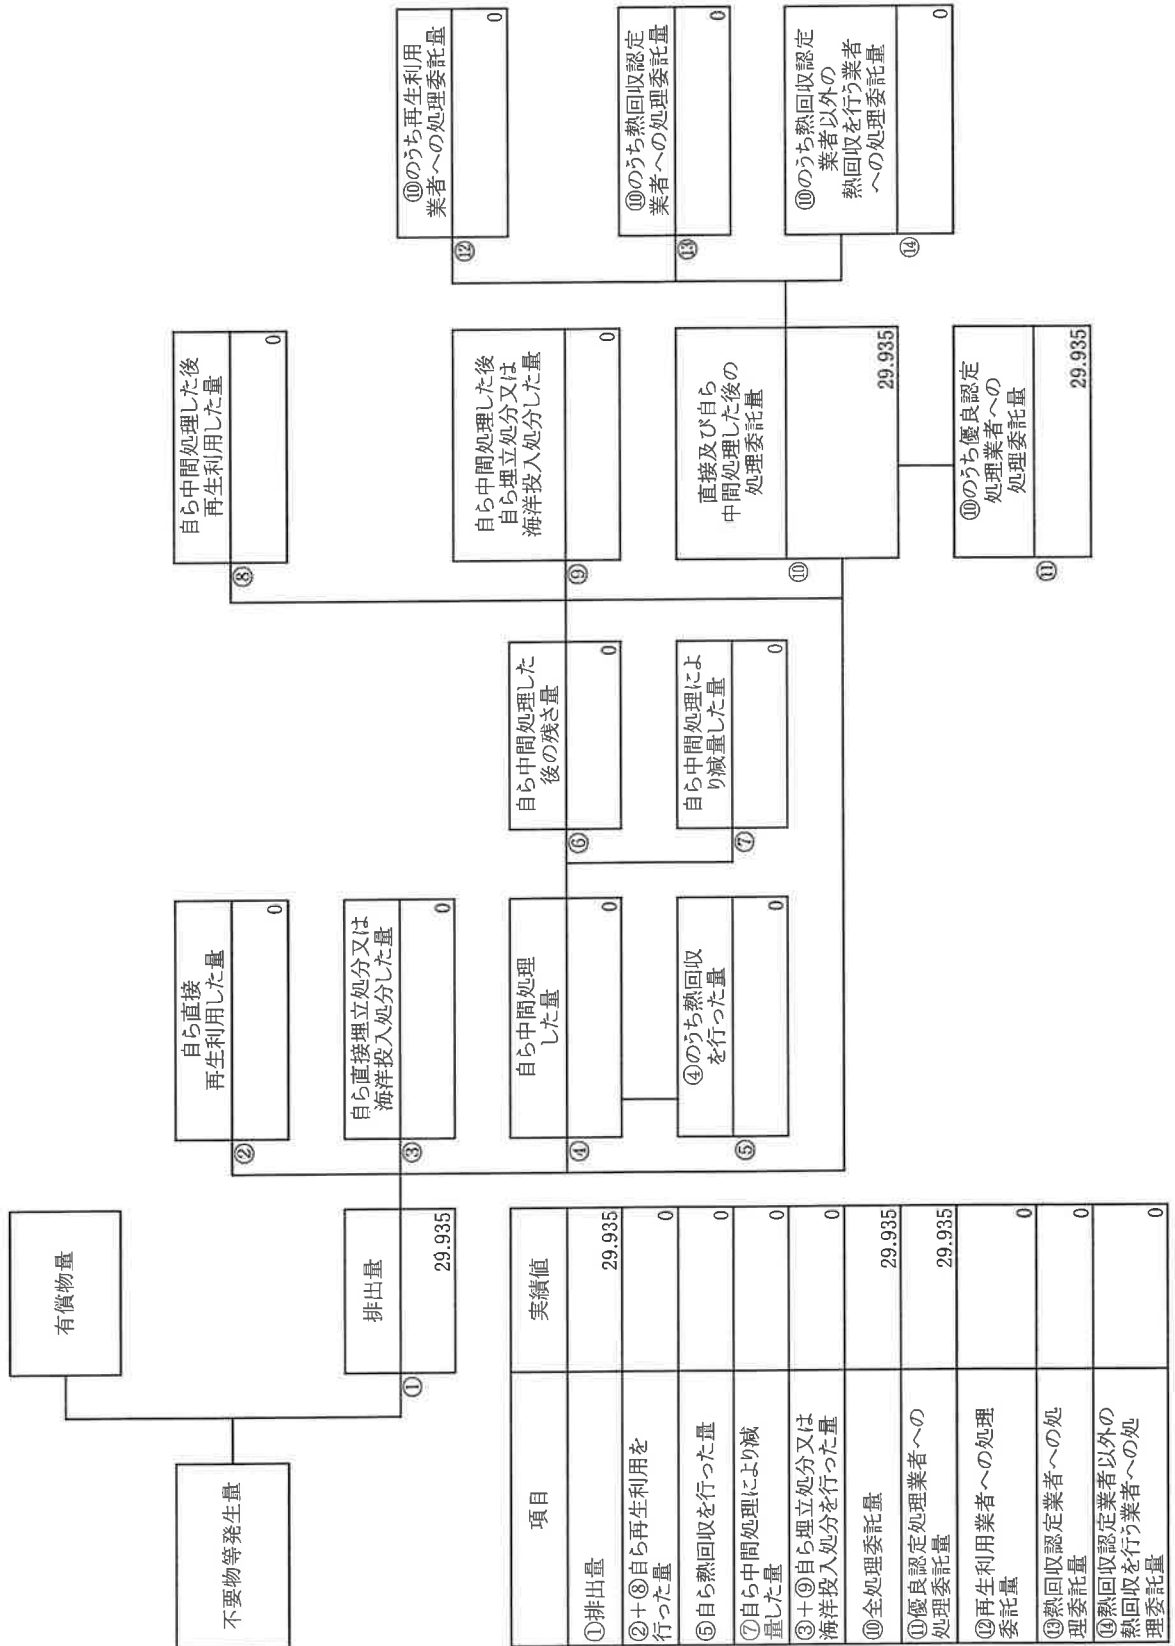 不要物等発生量
有償物量
排出量
①
29.935
自ら直接
再生利用した量
②
0
自ら直接埋立処分又は
海洋投入処分した量
③
0
自ら中間処理
した量
④
0
④のうち熱回収
を行った量
⑤
0
自ら中間処理した
後の残さ量
⑥
0
自ら中間処理によ
り減量した量
⑦
0
自ら中間処理した後
再生利用した量
⑧
0
自ら中間処理した後
自ら埋立処分又は
海洋投入処分した量
⑨
0
直接及び自ら
中間処理した後の
処理委託量
⑩
29.935
⑩のうち優良認定
処理業者への
処理委託量
⑪
29.935
⑩のうち再生利用
業者への処理委託量
⑫
0
⑩のうち熱回収認定
業者への処理委託量
⑬
0
⑩のうち熱回収認定
業者以外の
熱回収を行う業者
への処理委託量
⑭
0
項目 実績値
①排出量 29.935
②+⑧自ら再生利用を 0
行った量
⑤自ら熱回収を行った量 0
⑦自ら中間処理により減 0
量した量
③+⑨自ら埋立処分又は 0
海洋投入処分を行った量
⑩全処理委託量 29.935
⑪優良認定処理業者への 29.935
処理委託量
⑫再生利用業者への処理 0
委託量
⑬熱回収認定業者への処 0
理委託量
⑭熱回収認定業者以外の 0
熱回収を行う業者への処
理委託量